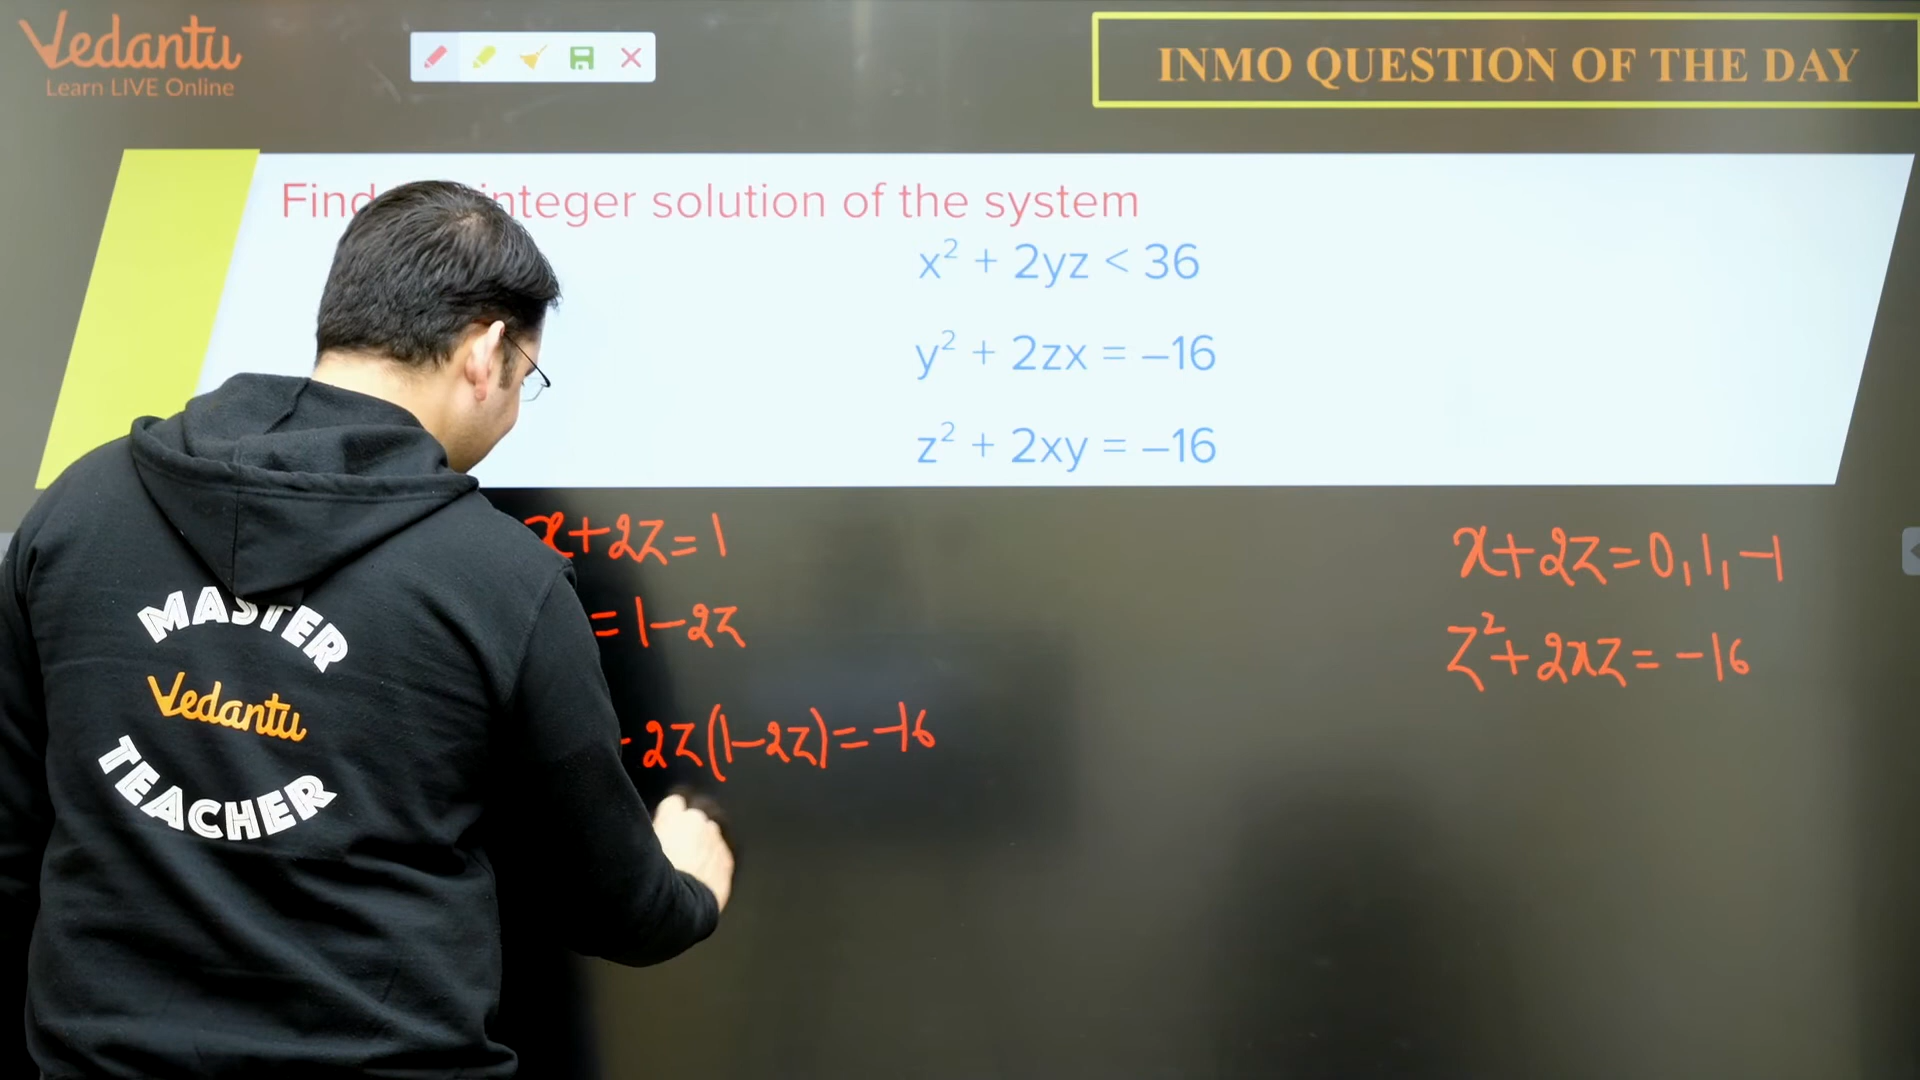 Vedantu
Learn LIVE Online
INMO QUESTION OF THE DAY
Find integer solution of the system
x² + 2yz < 36
y² + 2zx = –16
z² + 2xy = –16
x+2z=1
=1-2z
2z(1-2z)=-16
x+2z=0,1,-1
z²+2xz=-16
MASTER
Vedantu
TEACHER